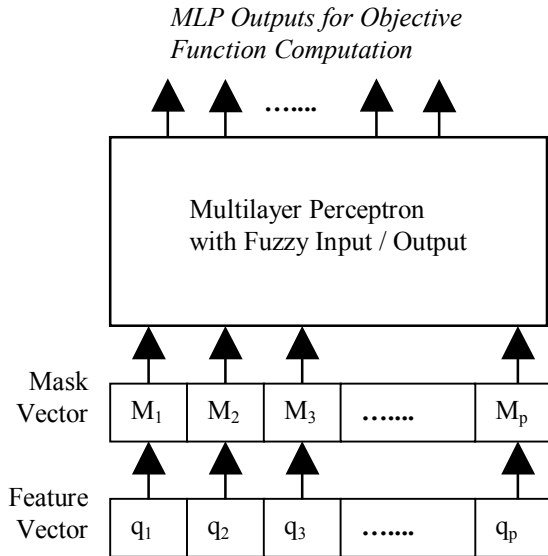 MLP Outputs for Objective
Function Computation
…....
Multilayer Perceptron
with Fuzzy Input / Output
Mask
Vector
M1 M2 M3 ….... Mp
Feature
Vector
q1 q2 q3 ….... qp